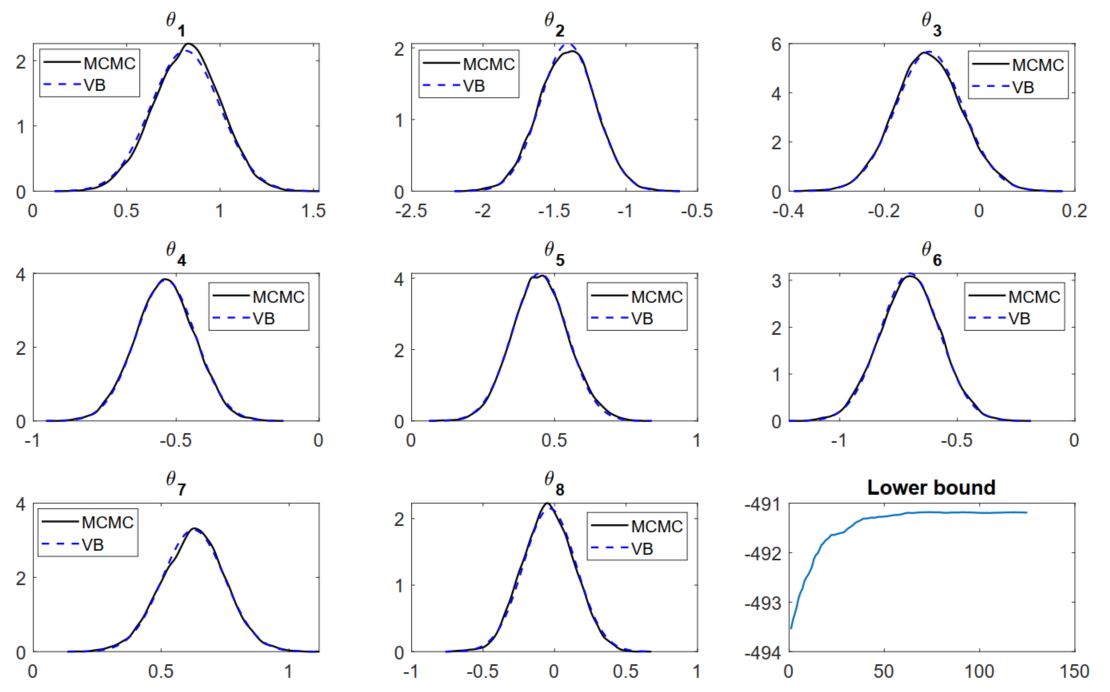 θ1
MCMC
VB
2
1
0
0 0.5 1 1.5
θ2
MCMC
VB
2
1
0
-2.5 -2 -1.5 -1 -0.5
θ3
MCMC
VB
6
4
2
0
-0.4 -0.2 0 0.2
θ4
MCMC
VB
4
2
0
-1 -0.5 0
θ5
MCMC
VB
4
2
0
0 0.5 1
θ6
MCMC
VB
3
2
1
0
-1 -0.5 0
θ7
MCMC
VB
4
2
0
0 0.5 1
θ8
MCMC
VB
2
1
0
-1 -0.5 0 0.5 1
Lower bound
-491
-492
-493
-494
0 50 100 150